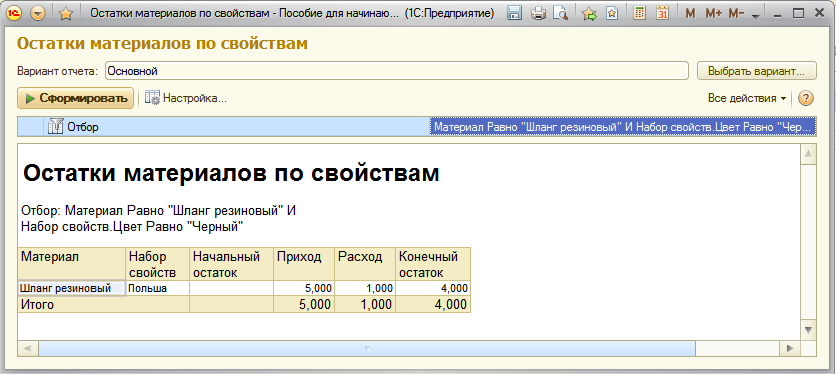 Остатки материалов по свойствам - Пособие для начинаю... (1С:Предприятие)
M M+ M-
Остатки материалов по свойствам
Вариант отчета: Основной Выбрать вариант...
Сформировать Настройка... Все действия
Отбор Материал Равно "Шланг резиновый" И Набор свойств.Цвет Равно "Чер...
Остатки материалов по свойствам
Отбор: Материал Равно "Шланг резиновый" И
Набор свойств.Цвет Равно "Черный"
Материал Набор свойств Начальный остаток Приход Расход Конечный остаток
Шланг резиновый Польша 5,000 1,000 4,000
Итого 5,000 1,000 4,000